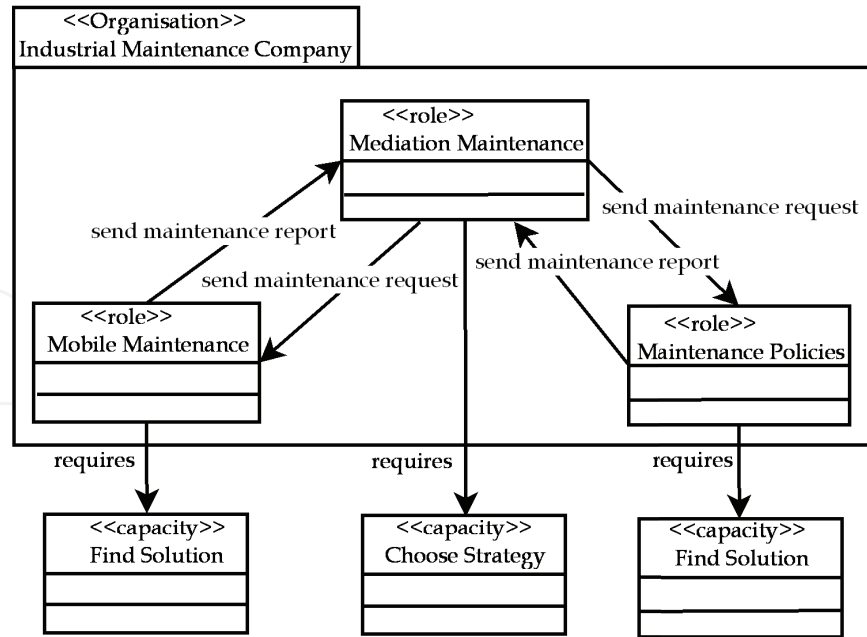 <<Organisation>>
Industrial Maintenance Company
<<role>>
Mediation Maintenance
send maintenance report
send maintenance request
send maintenance request
send maintenance report
<<role>>
Mobile Maintenance
<<role>>
Maintenance Policies
requires
requires
requires
<<capacity>>
Find Solution
<<capacity>>
Choose Strategy
<<capacity>>
Find Solution